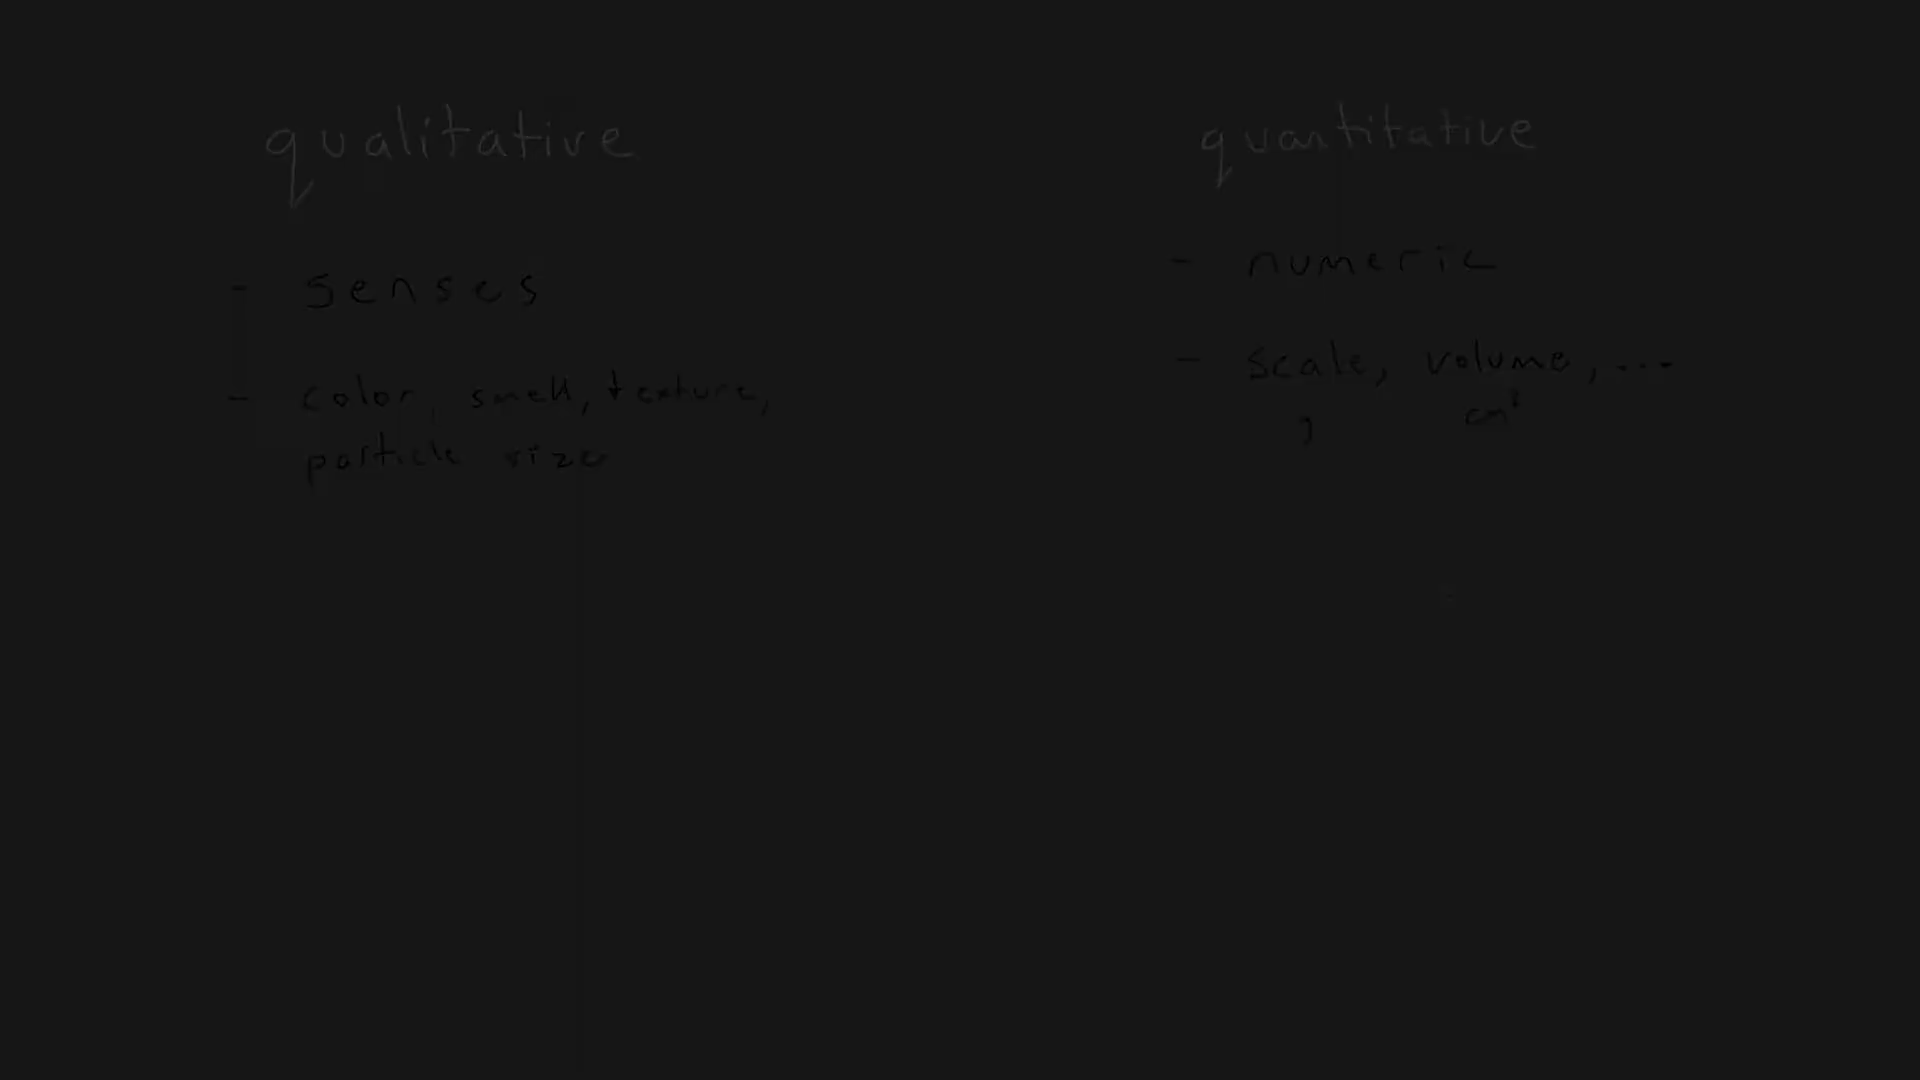 qualitative
- senses
- color, smell, texture,
particle size
quantitative
- numeric
- scale, volume, ...
cm³